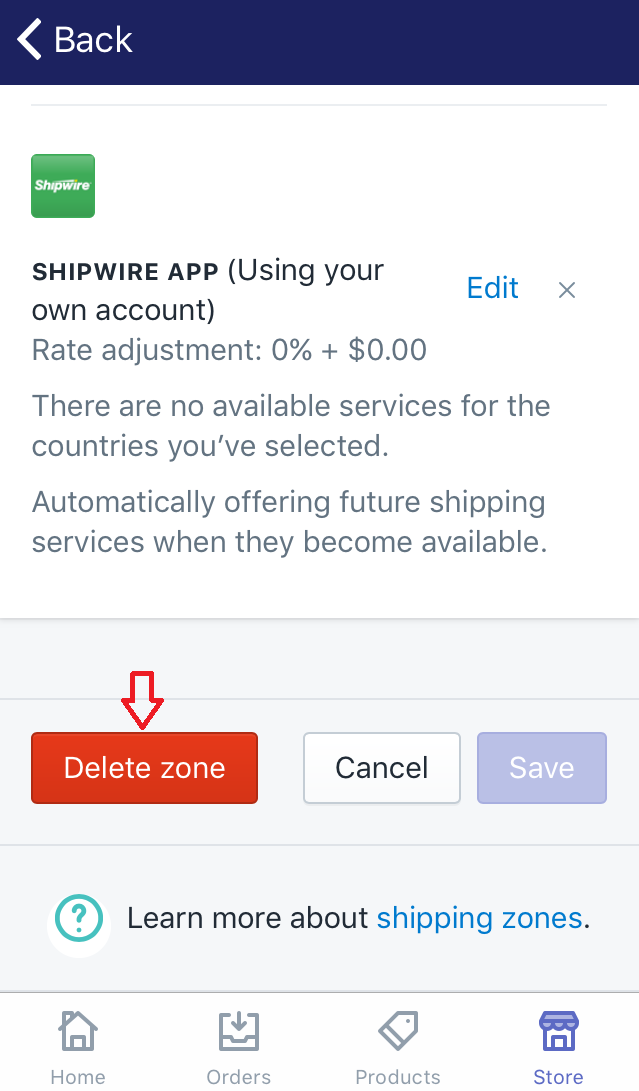 Back
Shipwire
SHIPWIRE APP (Using your
own account)
Edit ×
Rate adjustment: 0% + $0.00
There are no available services for the
countries you’ve selected.
Automatically offering future shipping
services when they become available.
Delete zone Cancel Save
? Learn more about shipping zones.
Home Orders Products Store